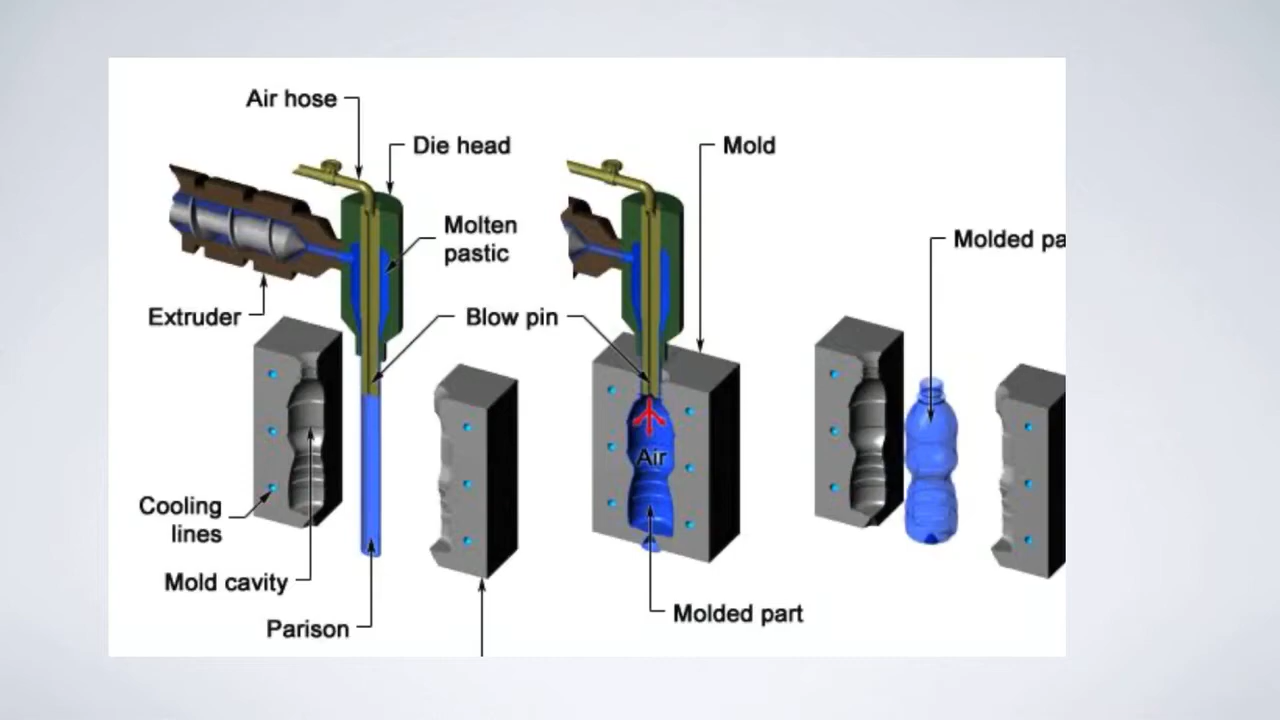 Air hose
Die head
Mold
Molten
pastic
Molded pa
Extruder
Blow pin
Air
Cooling
lines
Mold cavity
Molded part
Parison